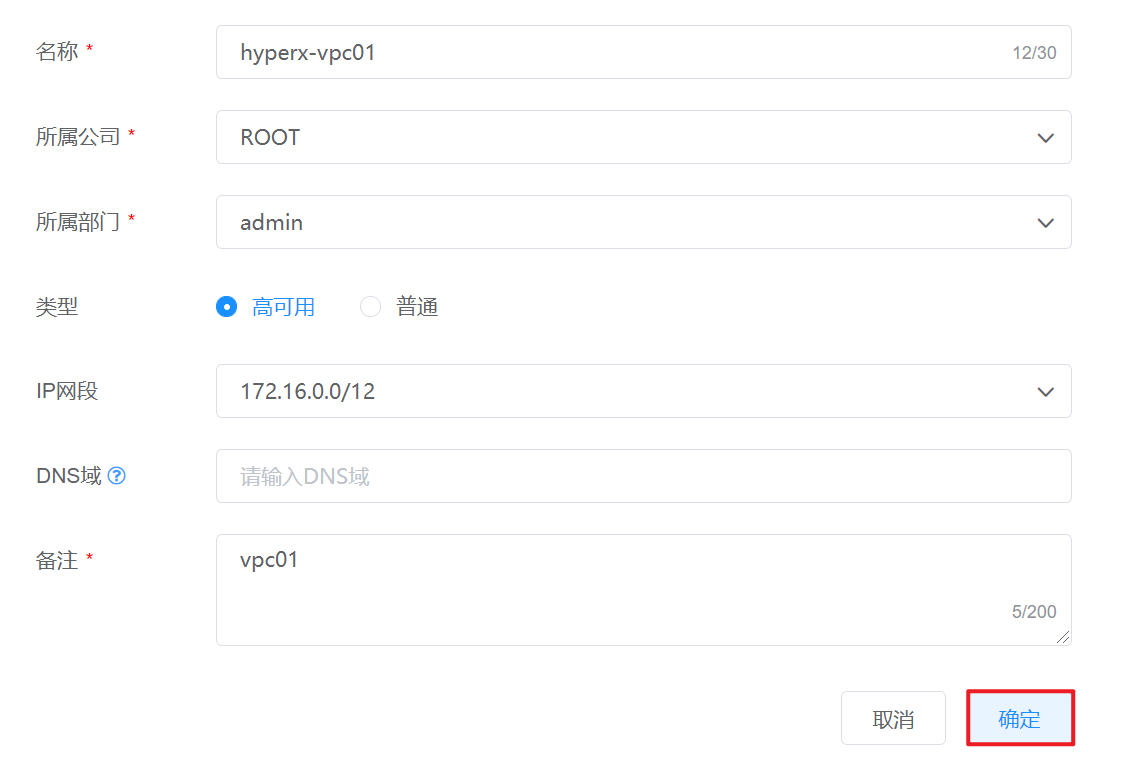 名称 * hyperx-vpc01 12/30
所属公司 * ROOT
所属部门 * admin
类型 高可用 普通
IP网段 172.16.0.0/12
DNS域 ? 请输入DNS域
备注 * vpc01
5/200
取消 确定